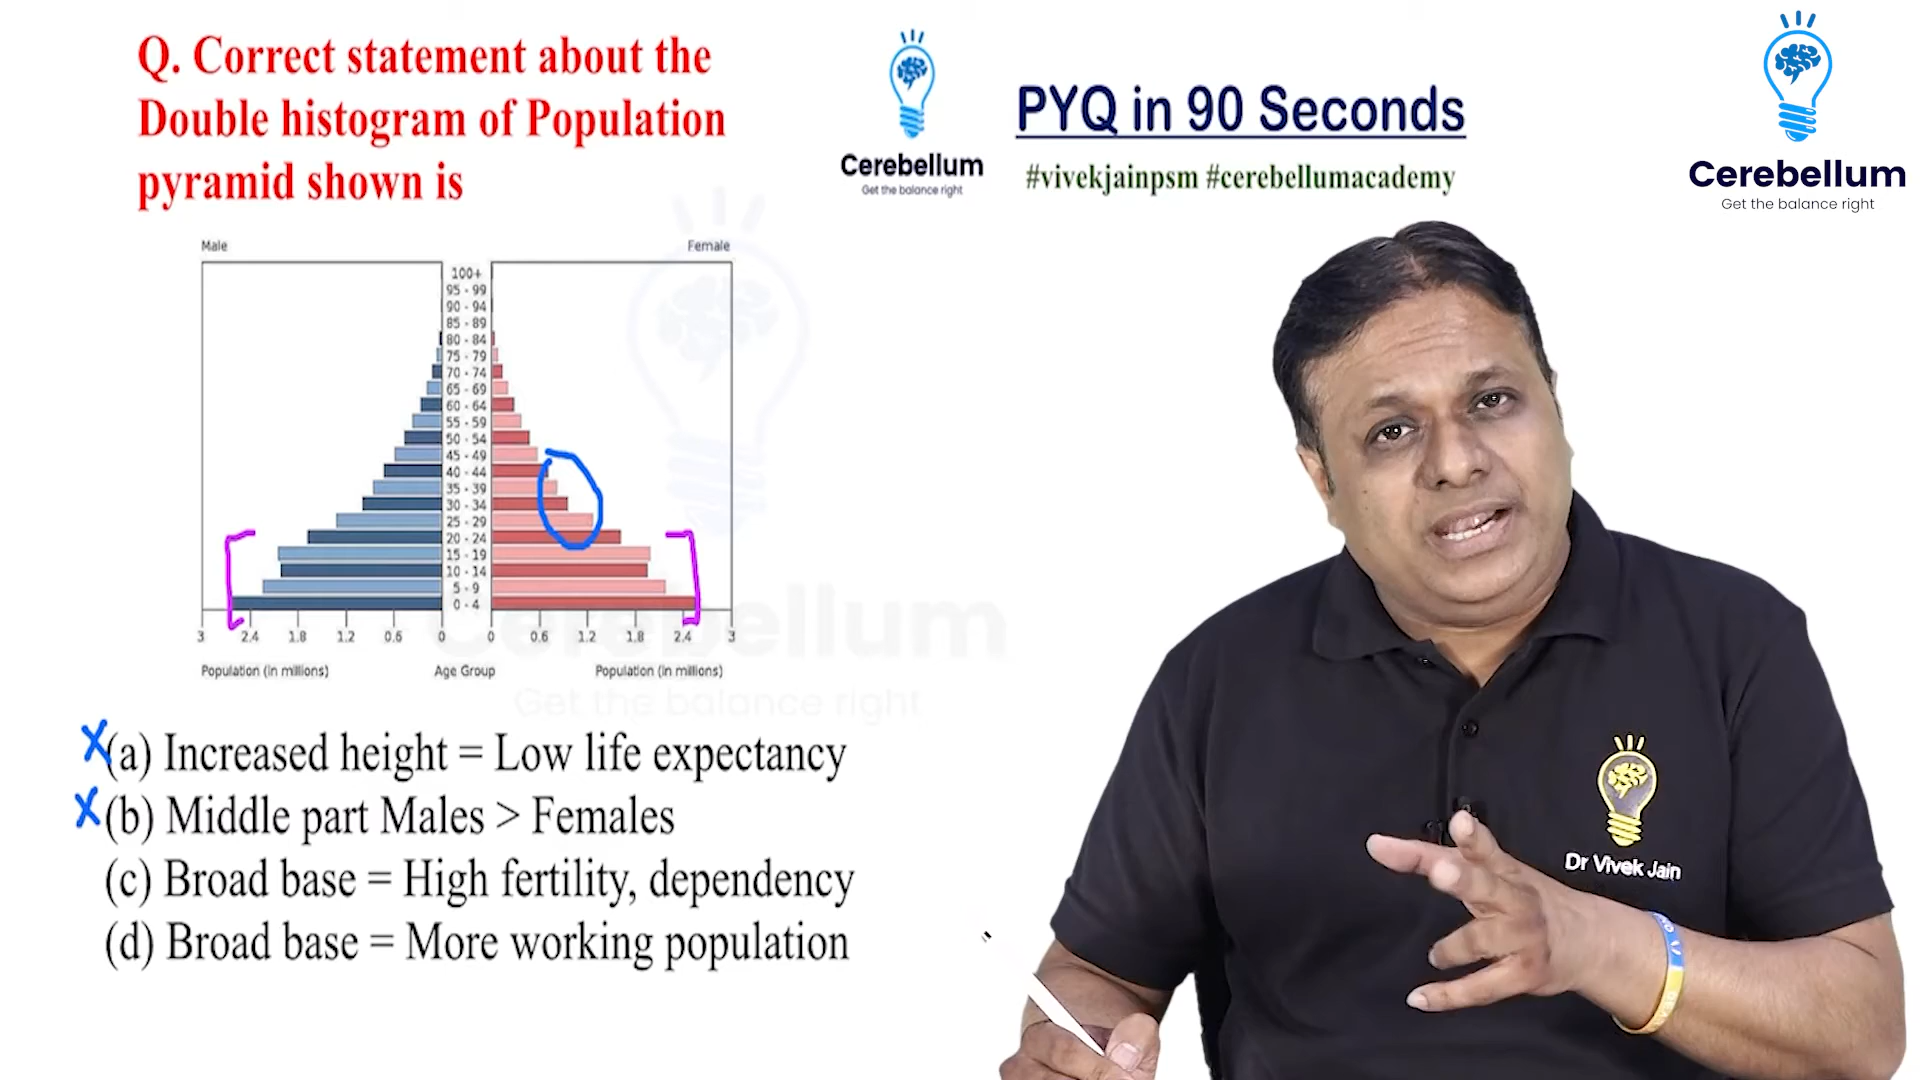 Q. Correct statement about the
Double histogram of Population
pyramid shown is
Cerebellum
Get the balance right
PYQ in 90 Seconds
#vivekjainpsm #cerebellumacademy
Cerebellum
Get the balance right
Male
Female
100+
95 - 99
90 - 94
85 - 89
80 - 84
75 - 79
70 - 74
65 - 69
60 - 64
55 - 59
50 - 54
45 - 49
40 - 44
35 - 39
30 - 34
25 - 29
20 - 24
15 - 19
10 - 14
5 - 9
0 - 4
3 2.4 1.8 1.2 0.6 0 0 0.6 1.2 1.8 2.4 3
Population (in millions) Age Group Population (in millions)
Cerebellum
Get the balance right
X (a) Increased height = Low life expectancy
X (b) Middle part Males > Females
(c) Broad base = High fertility, dependency
(d) Broad base = More working population
Dr Vivek Jain